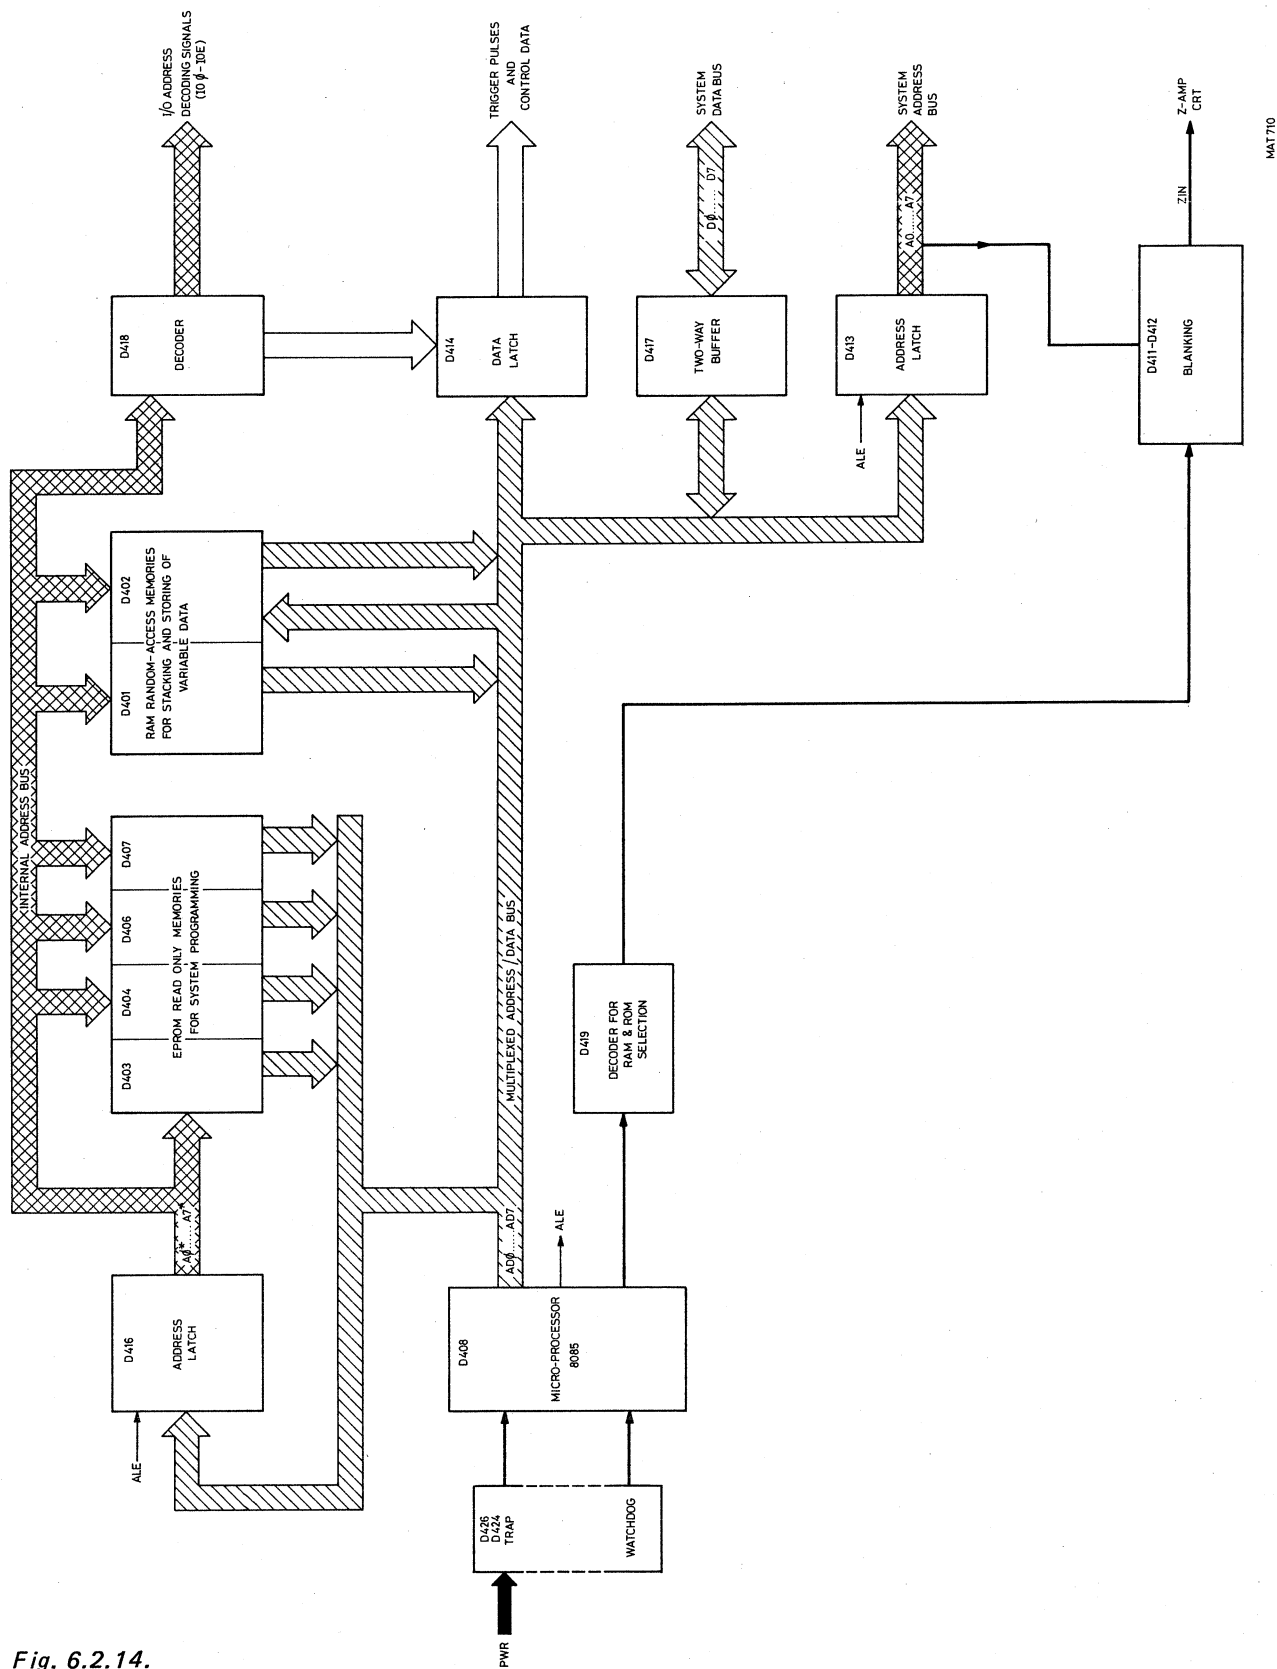 I/O ADDRESS
DECODING SIGNALS
(IO Ø-IOE)
TRIGGER PULSES
AND
CONTROL DATA
SYSTEM
DATA BUS
SYSTEM
ADDRESS
BUS
Z-AMP
CRT
MAT 710
D418
DECODER
D414
DATA
LATCH
D417
TWO-WAY
BUFFER
DØ...... D7
D413
ADDRESS
LATCH
A0......A7
ALE
D411-D412
BLANKING
ZIN
INTERNAL ADDRESS BUS
D402
D401
RAM RANDOM-ACCESS MEMORIES
FOR STACKING AND STORING OF
VARIABLE DATA
D407
D406
D404
D403
EPROM READ ONLY MEMORIES
FOR SYSTEM PROGRAMMING
MULTIPLEXED ADDRESS / DATA BUS
D419
DECODER FOR
RAM & ROM
SELECTION
AØ*...... A7*
D416
ADDRESS
LATCH
ALE
ADØ......AD7
ALE
D408
MICRO-PROCESSOR
8085
D426
D424
TRAP
WATCHDOG
PWR
Fig. 6.2.14.